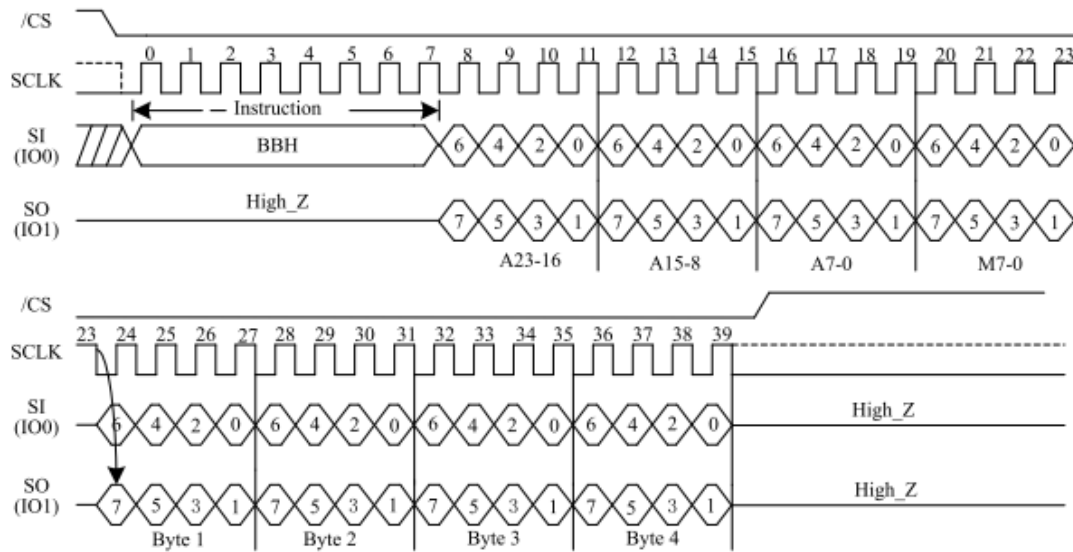 /CS
0 1 2 3 4 5 6 7 8 9 10 11 12 13 14 15 16 17 18 19 20 21 22 23
SCLK
Instruction
SI
(IO0)
BBH 6 4 2 0 6 4 2 0 6 4 2 0 6 4 2 0
SO
(IO1)
High_Z 7 5 3 1 7 5 3 1 7 5 3 1 7 5 3 1
A23-16 A15-8 A7-0 M7-0
/CS
23 24 25 26 27 28 29 30 31 32 33 34 35 36 37 38 39
SCLK
SI
(IO0)
6 4 2 0 6 4 2 0 6 4 2 0 6 4 2 0 High_Z
SO
(IO1)
7 5 3 1 7 5 3 1 7 5 3 1 7 5 3 1 High_Z
Byte 1 Byte 2 Byte 3 Byte 4